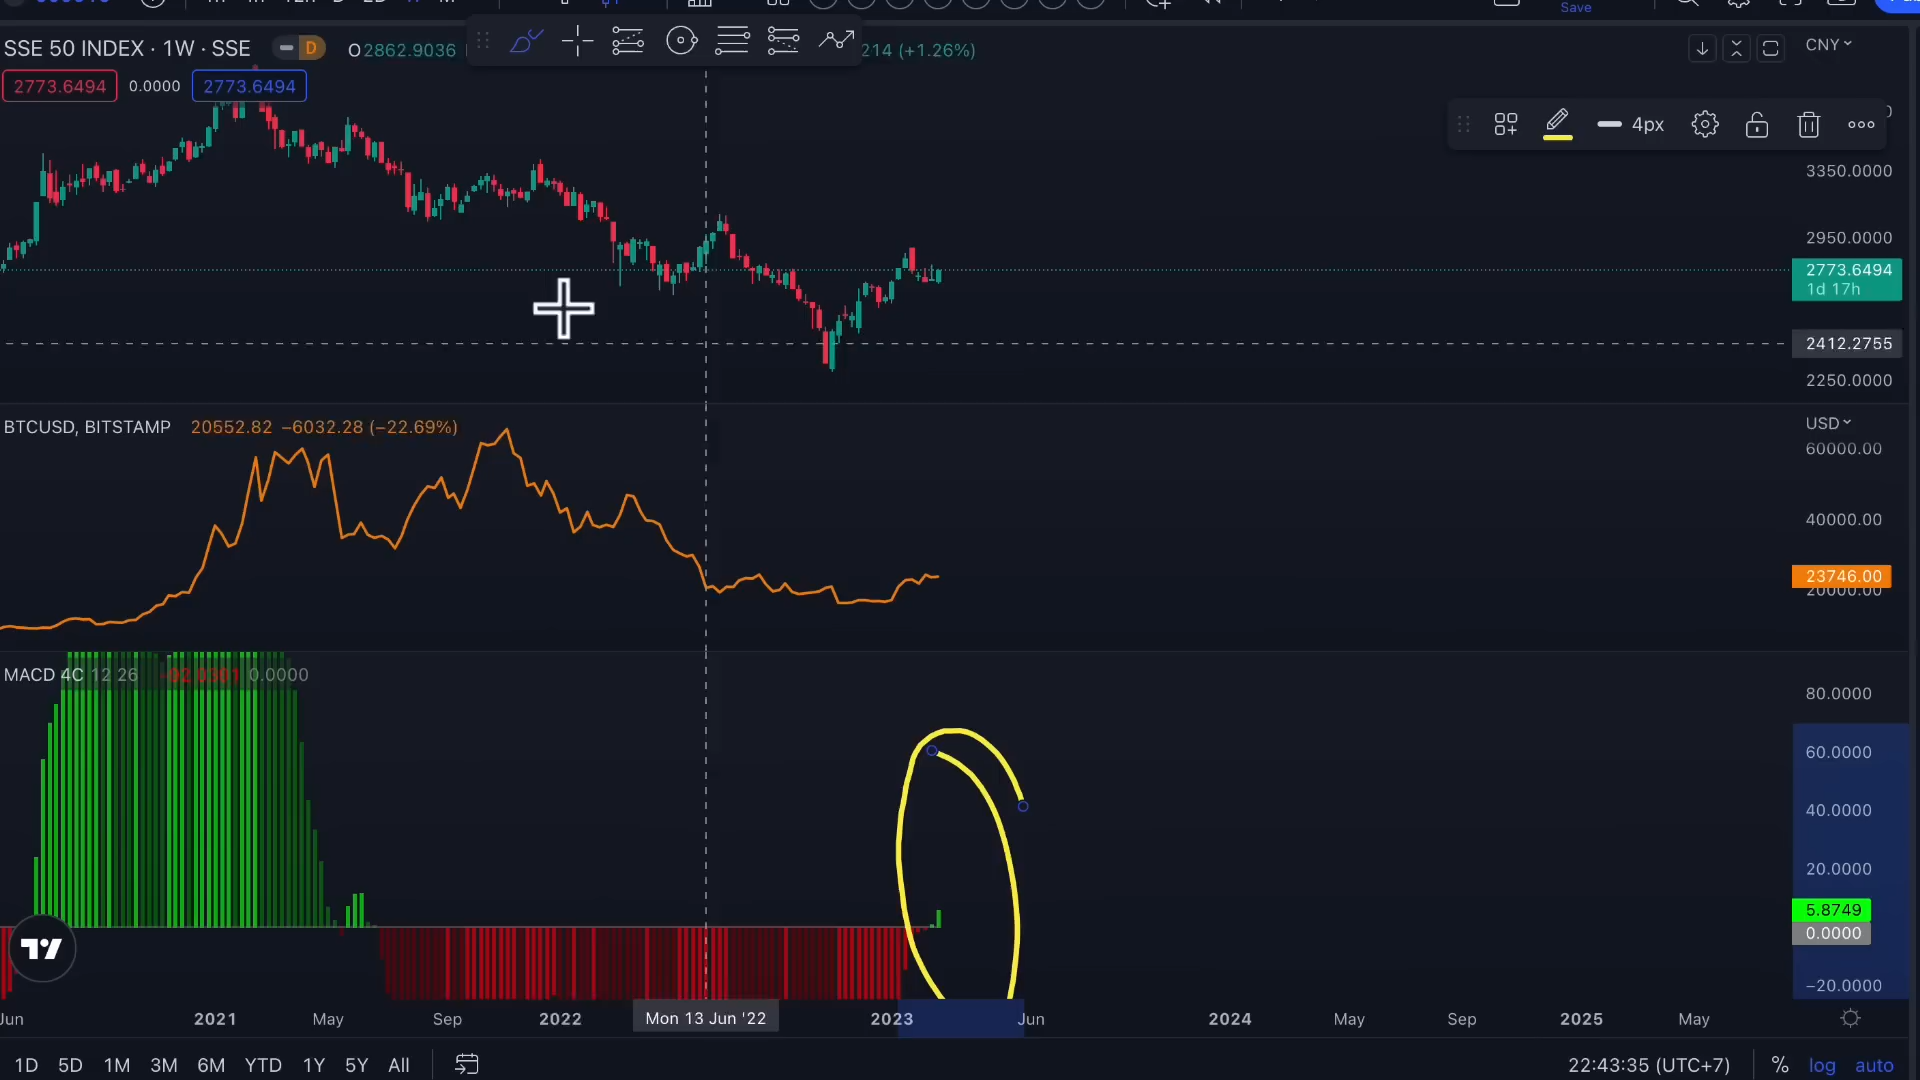 Save
SSE 50 INDEX · 1W · SSE D O2862.9036 214 (+1.26%) CNY
2773.6494 0.0000 2773.6494
4px
3350.0000
2950.0000
2773.6494
1d 17h
2412.2755
2250.0000
BTCUSD, BITSTAMP 20552.82 −6032.28 (−22.69%) USD
60000.00
40000.00
23746.00
20000.00
MACD 4C 12 26 0.0000
80.0000
60.0000
40.0000
20.0000
5.8749
0.0000
−20.0000
Jun 2021 May Sep 2022 Mon 13 Jun '22 2023 Jun 2024 May Sep 2025 May
1D 5D 1M 3M 6M YTD 1Y 5Y All 22:43:35 (UTC+7) % log auto